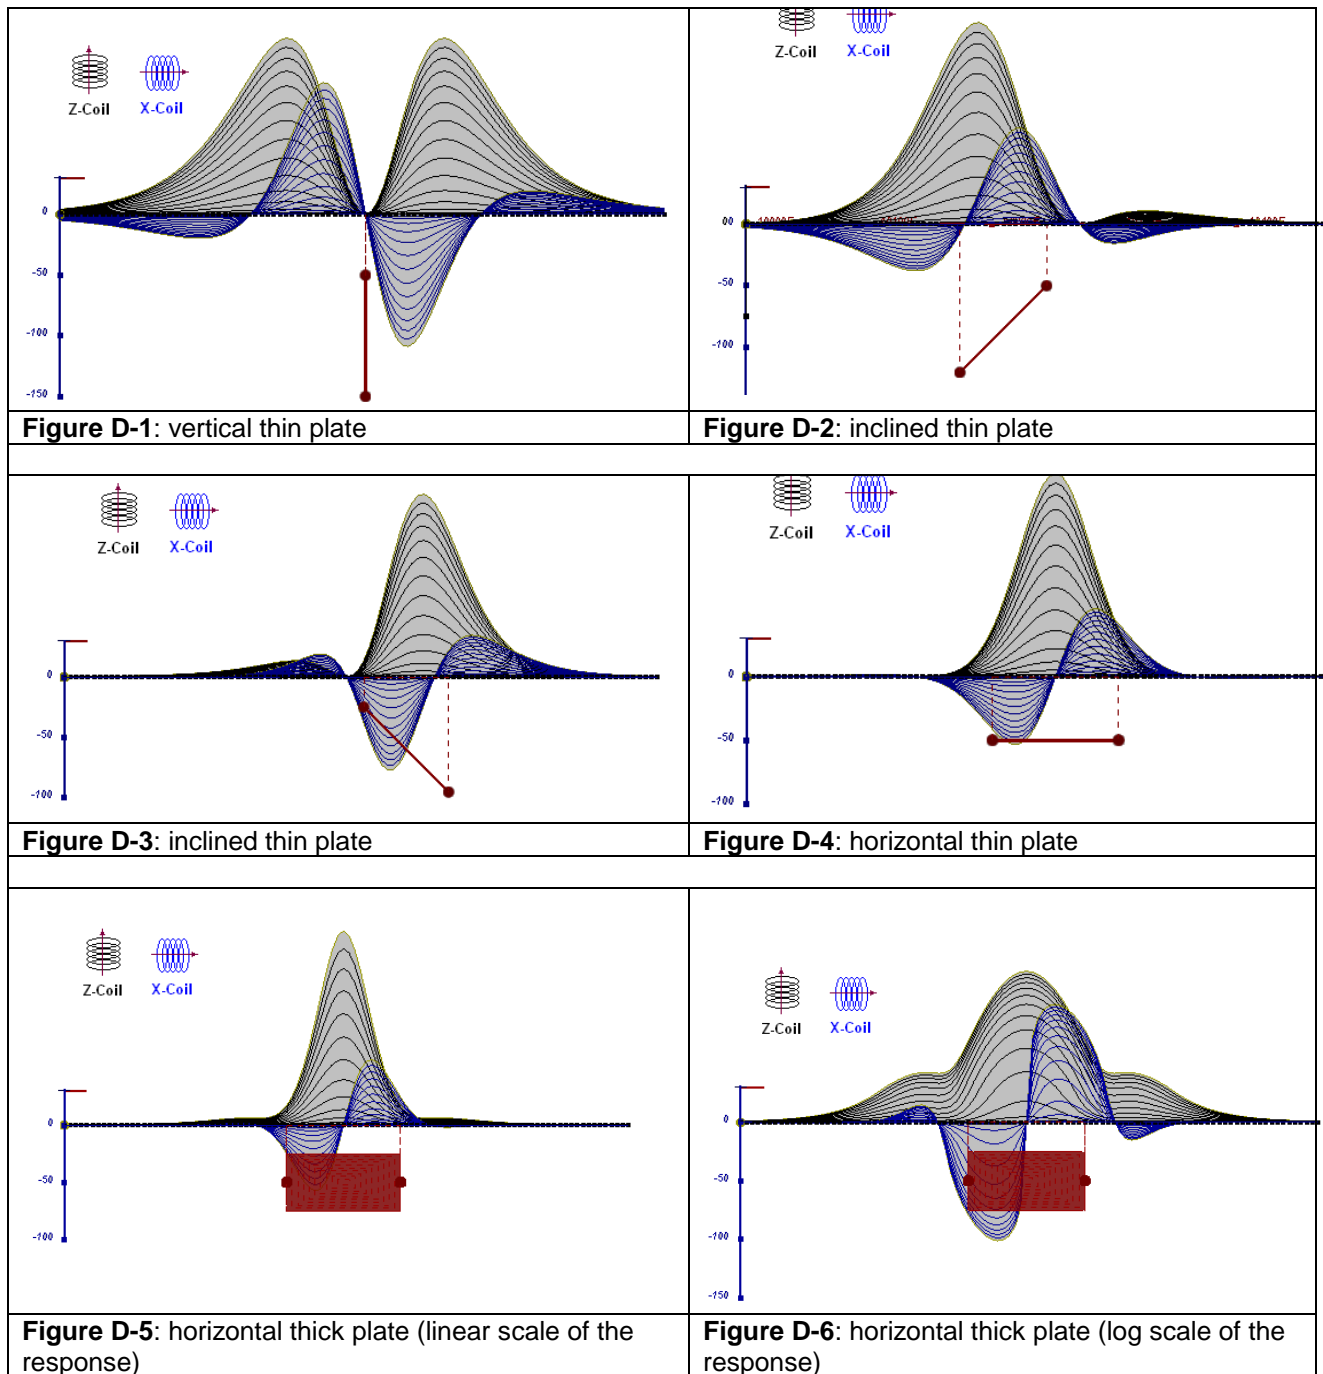 Z-Coil X-Coil
0
-50
-100
-150
Figure D-1: vertical thin plate
Z-Coil X-Coil
00
-50
-100
Figure D-2: inclined thin plate
Z-Coil X-Coil
0
-50
-100
Figure D-3: inclined thin plate
Z-Coil X-Coil
0
-50
-100
Figure D-4: horizontal thin plate
Z-Coil X-Coil
0
-50
-100
Figure D-5: horizontal thick plate (linear scale of the
response)
Z-Coil X-Coil
0
-50
-100
-150
Figure D-6: horizontal thick plate (log scale of the
response)